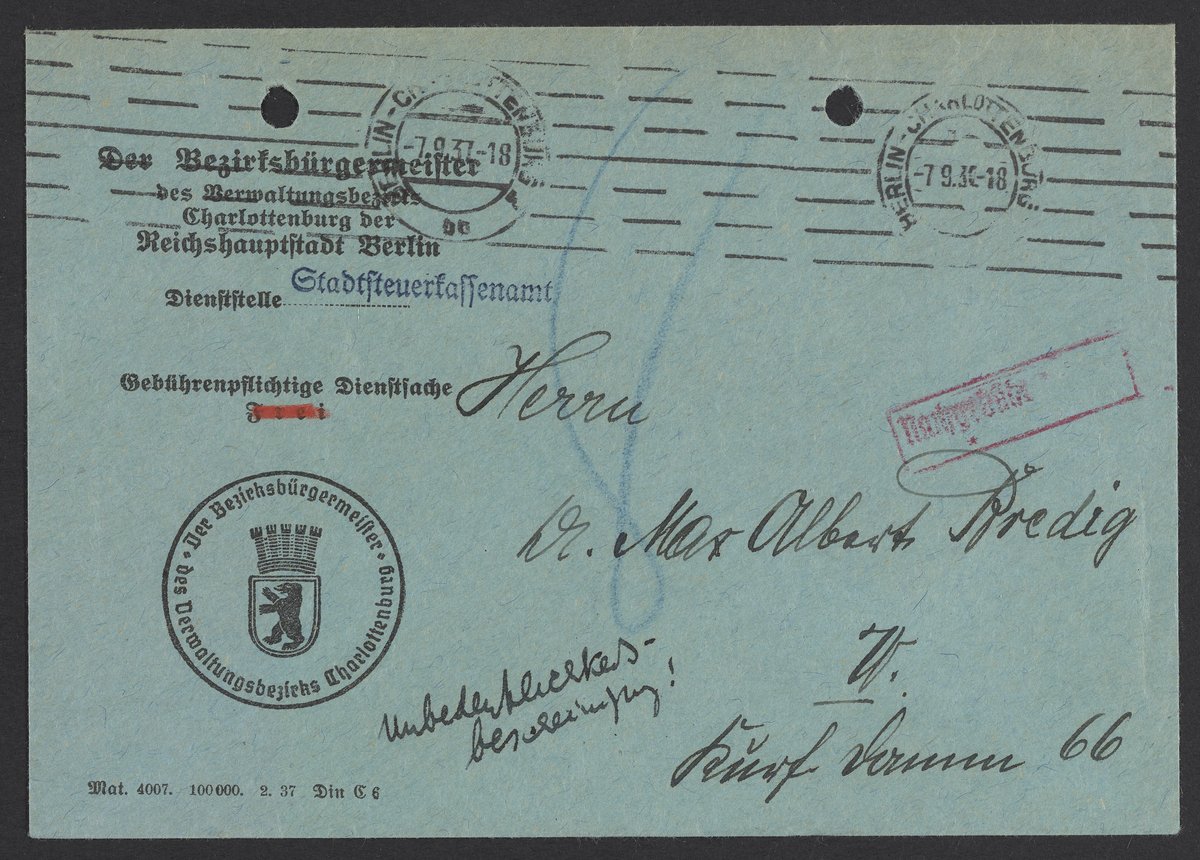 BERLIN-CHARLOTTENBURG
-7.9.37-18
BERLIN-CHARLOTTENBURG
-7.9.37-18
Der Bezirksbürgermeister
des Verwaltungsbezirks
Charlottenburg der
Reichshauptstadt Berlin
Dienststelle Stadtsteuerkassenamt
Gebührenpflichtige Dienstsache
Frei
Herrn
Nachgebühr
Dr. Max Albert Bredig
W.
Kurf. Damm 66
Der Bezirksbürgermeister
des Verwaltungsbezirks Charlottenburg
Unbedenklichkeits-
bescheinigung!
Mat. 4007. 100000. 2. 37 Din C 6